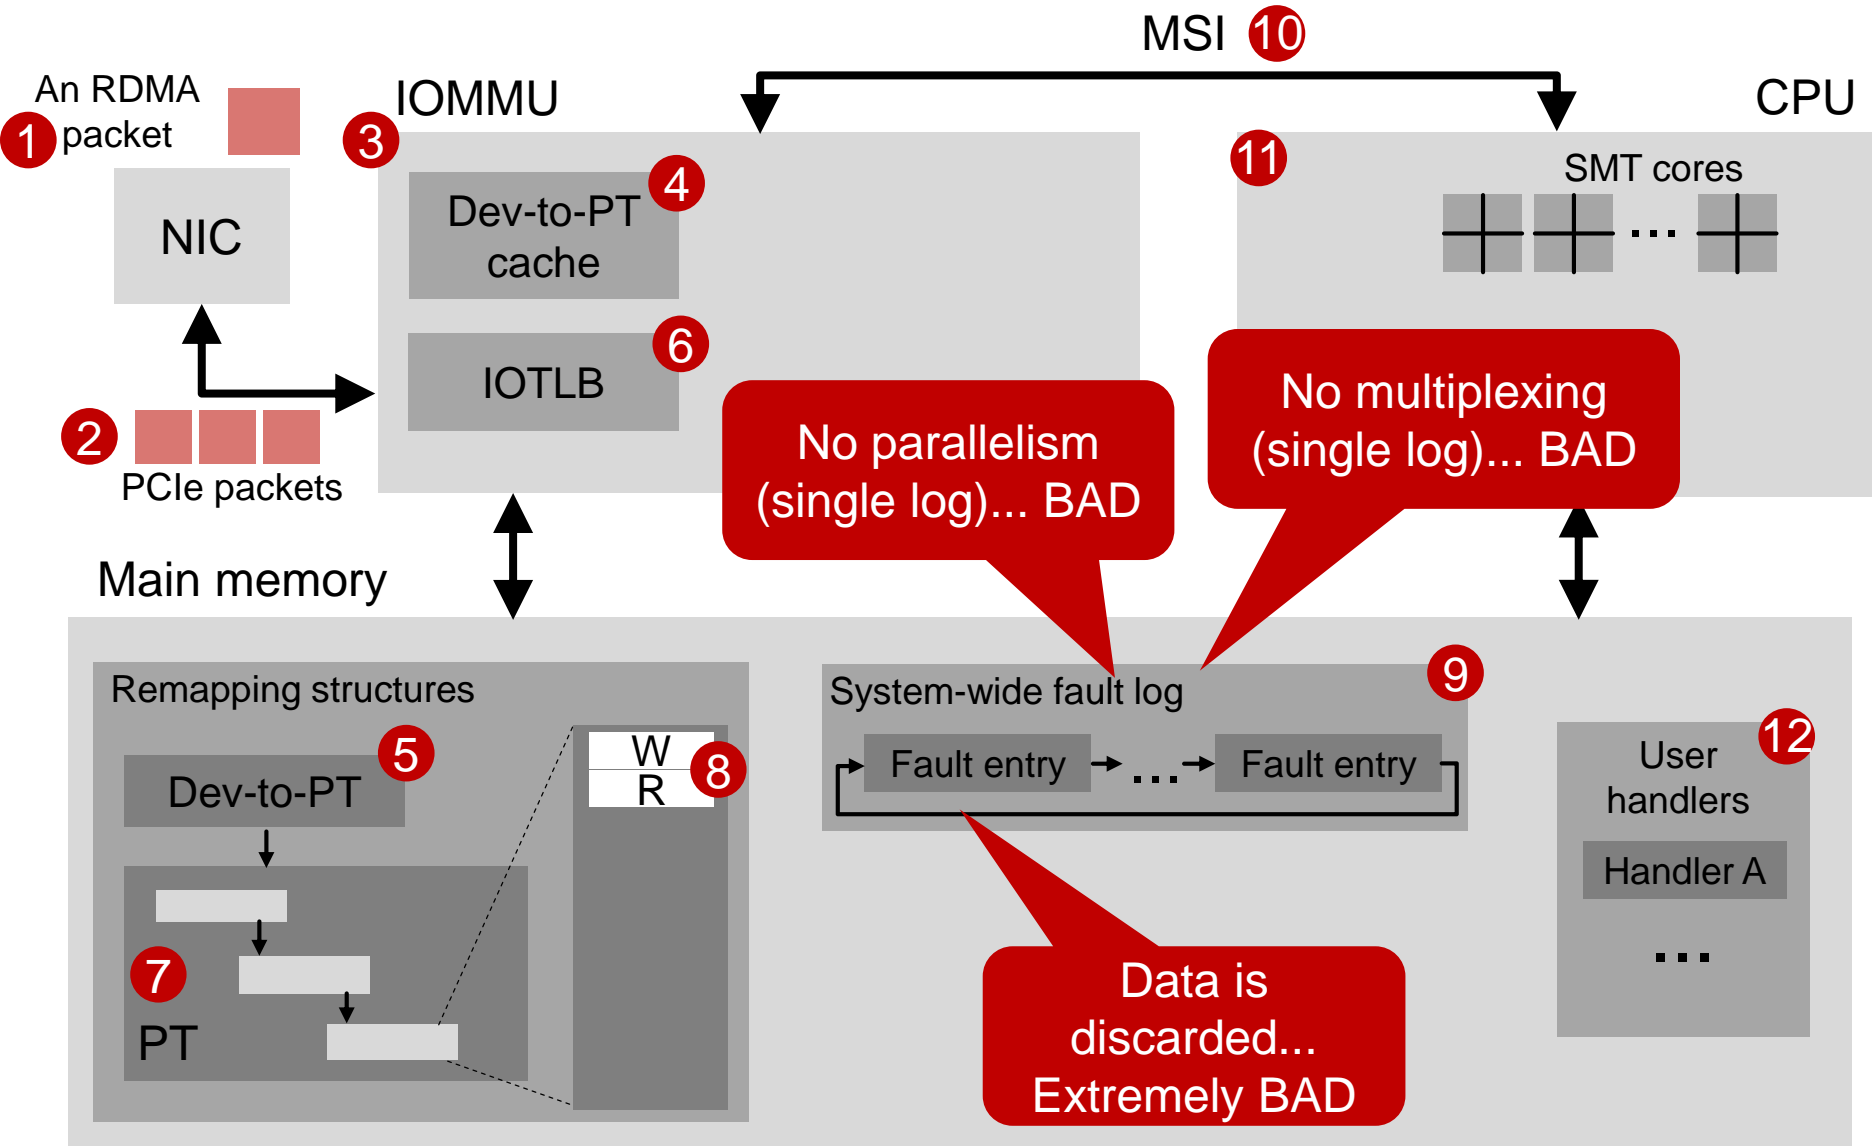 MSI 10
An RDMA
packet
1
IOMMU
CPU
3
11
4
SMT cores
Dev-to-PT
cache
NIC
...
6
IOTLB
2
PCIe packets
No parallelism
(single log)... BAD
No multiplexing
(single log)... BAD
Main memory
Remapping structures
5
Dev-to-PT
W
R
8
7
PT
System-wide fault log
9
Fault entry
...
Fault entry
Data is
discarded...
Extremely BAD
12
User
handlers
Handler A
...